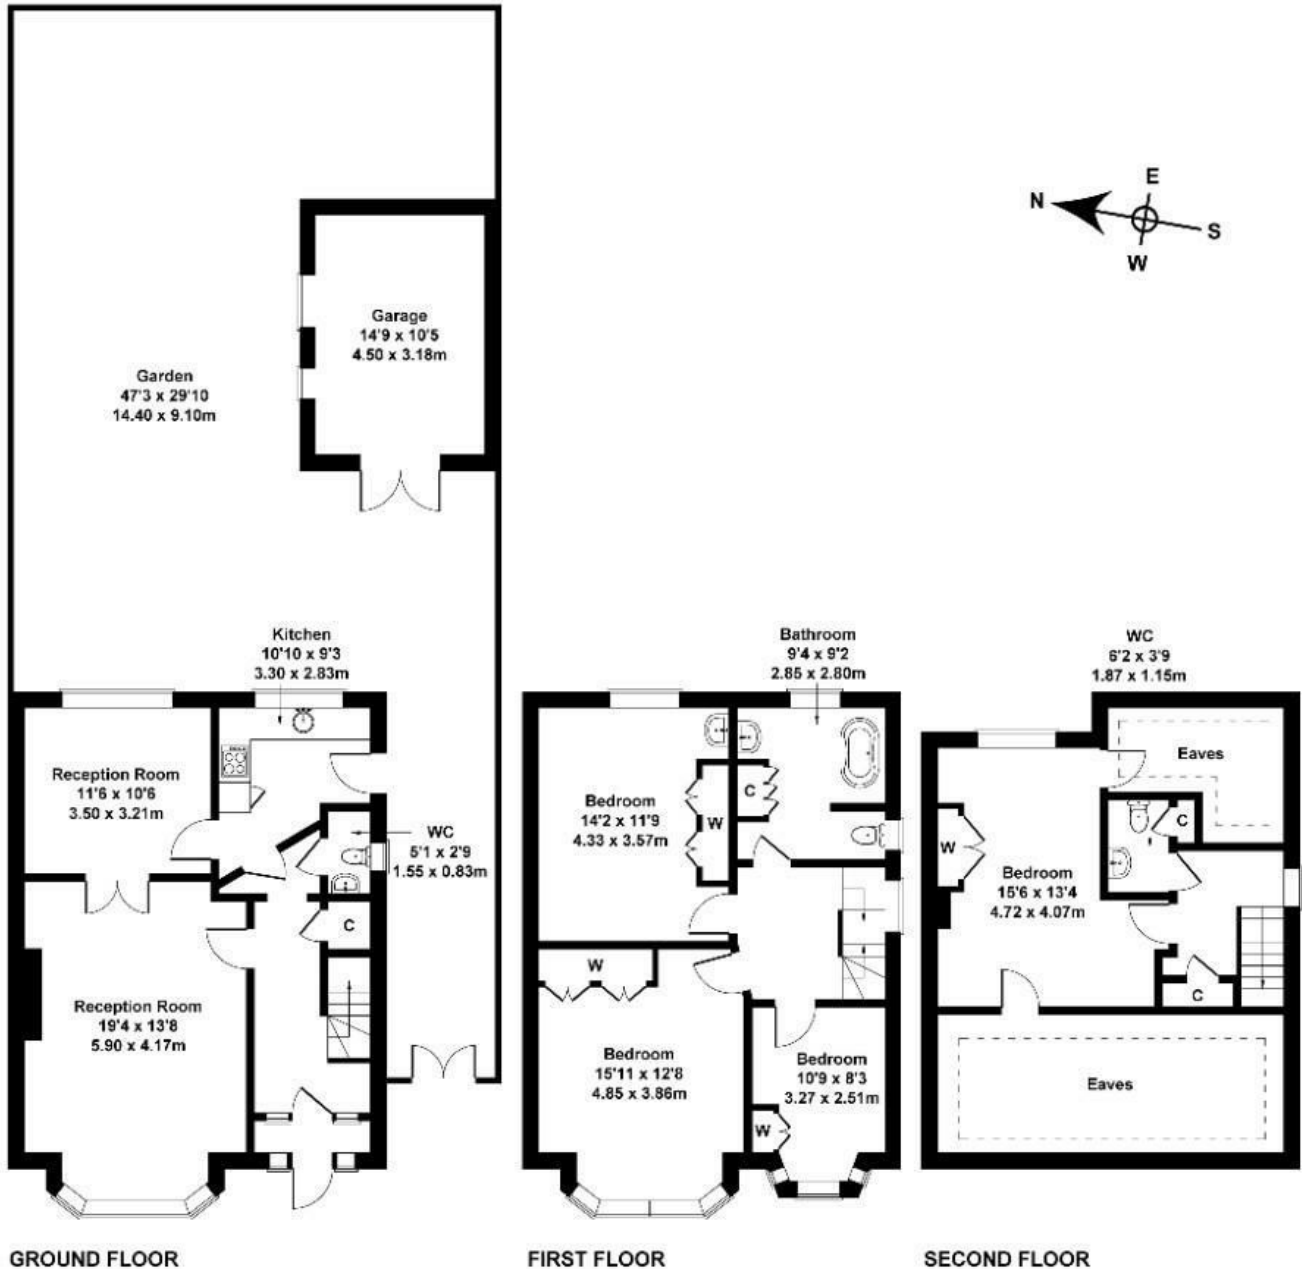 N
E
S
W
Garage
14'9 x 10'5
4.50 x 3.18m
Garden
47'3 x 29'10
14.40 x 9.10m
Kitchen
10'10 x 9'3
3.30 x 2.83m
Reception Room
11'6 x 10'6
3.50 x 3.21m
WC
5'1 x 2'9
1.55 x 0.83m
C
Reception Room
19'4 x 13'8
5.90 x 4.17m
GROUND FLOOR
Bathroom
9'4 x 9'2
2.85 x 2.80m
Bedroom
14'2 x 11'9
4.33 x 3.57m
W
C
W
Bedroom
15'11 x 12'8
4.85 x 3.86m
Bedroom
10'9 x 8'3
3.27 x 2.51m
W
FIRST FLOOR
WC
6'2 x 3'9
1.87 x 1.15m
Eaves
C
W
Bedroom
15'6 x 13'4
4.72 x 4.07m
C
Eaves
SECOND FLOOR